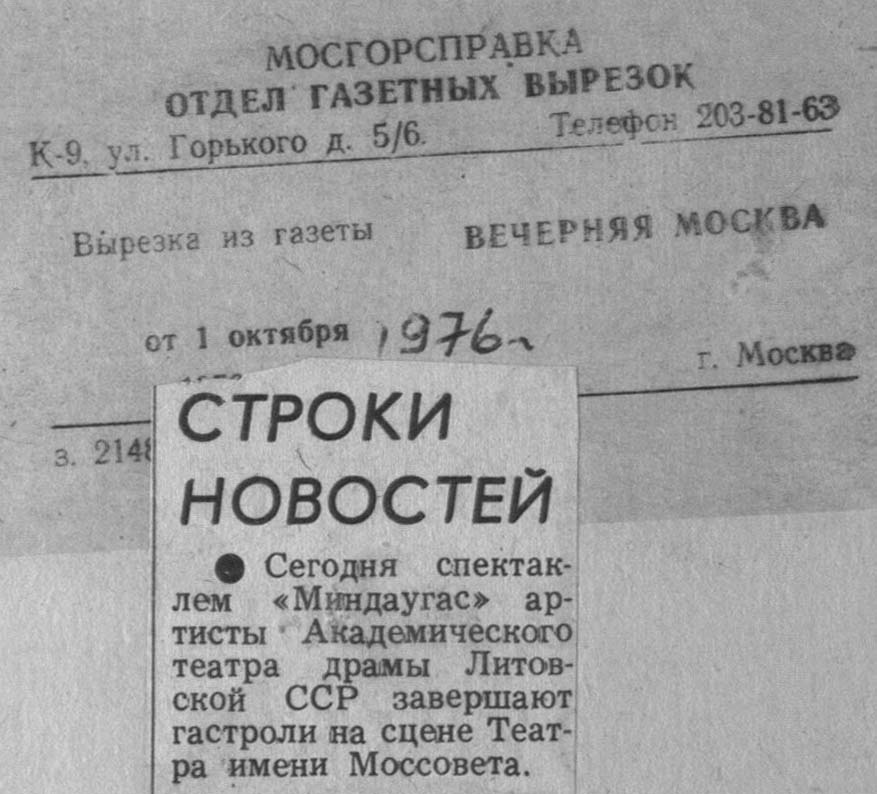 МОСГОРСПРАВКА
ОТДЕЛ ГАЗЕТНЫХ ВЫРЕЗОК
К-9, ул. Горького д. 5/6. Телефон 203-81-63
Вырезка из газеты ВЕЧЕРНЯЯ МОСКВА
от 1 октября 1976г
г. Москва
з. 2148
СТРОКИ
НОВОСТЕЙ
● Сегодня спектак-
лем «Миндаугас» ар-
тисты Академического
театра драмы Литов-
ской ССР завершают
гастроли на сцене Теат-
ра имени Моссовета.